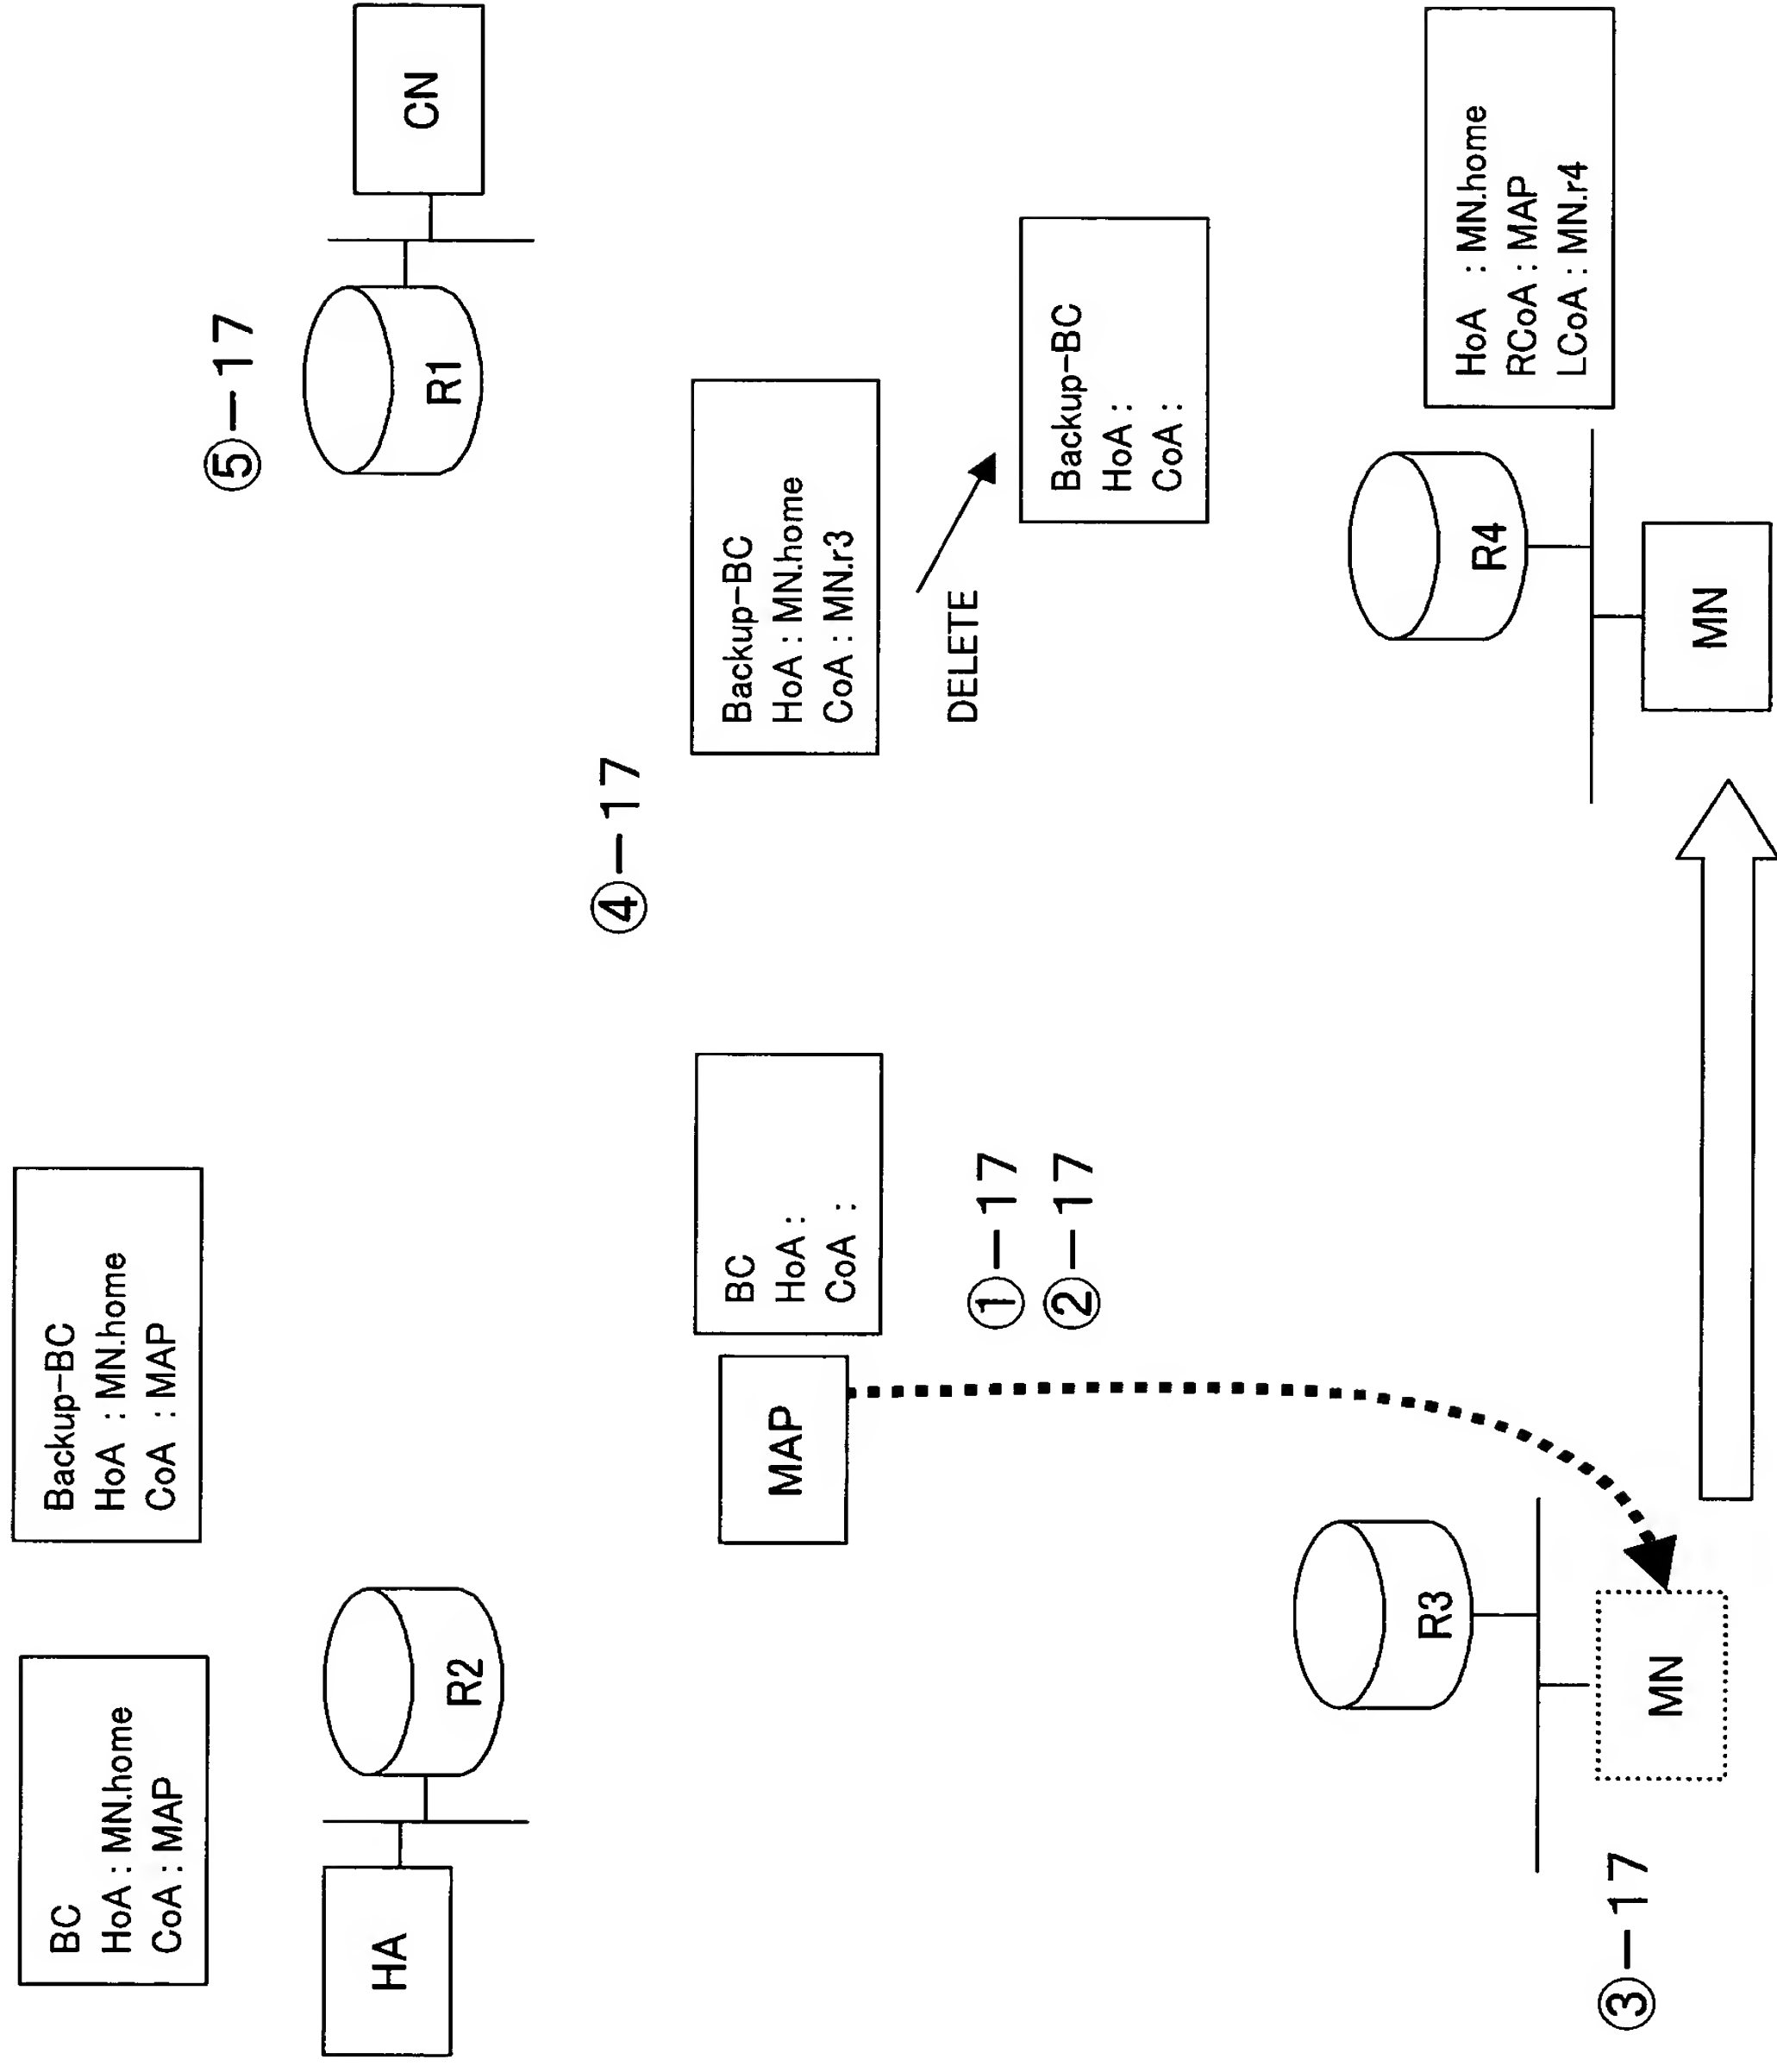 BC
HoA : MN.home
CoA : MAP
Backup-BC
HoA : MN.home
CoA : MAP
⑤-17
HA
R2
R1
CN
④-17
MAP
BC
HoA :
CoA :
Backup-BC
HoA : MN.home
CoA : MN.r3
DELETE
①-17
②-17
Backup-BC
HoA :
CoA :
R3
R4
HoA : MN.home
RCoA : MAP
LCoA : MN.r4
③-17
MN
MN